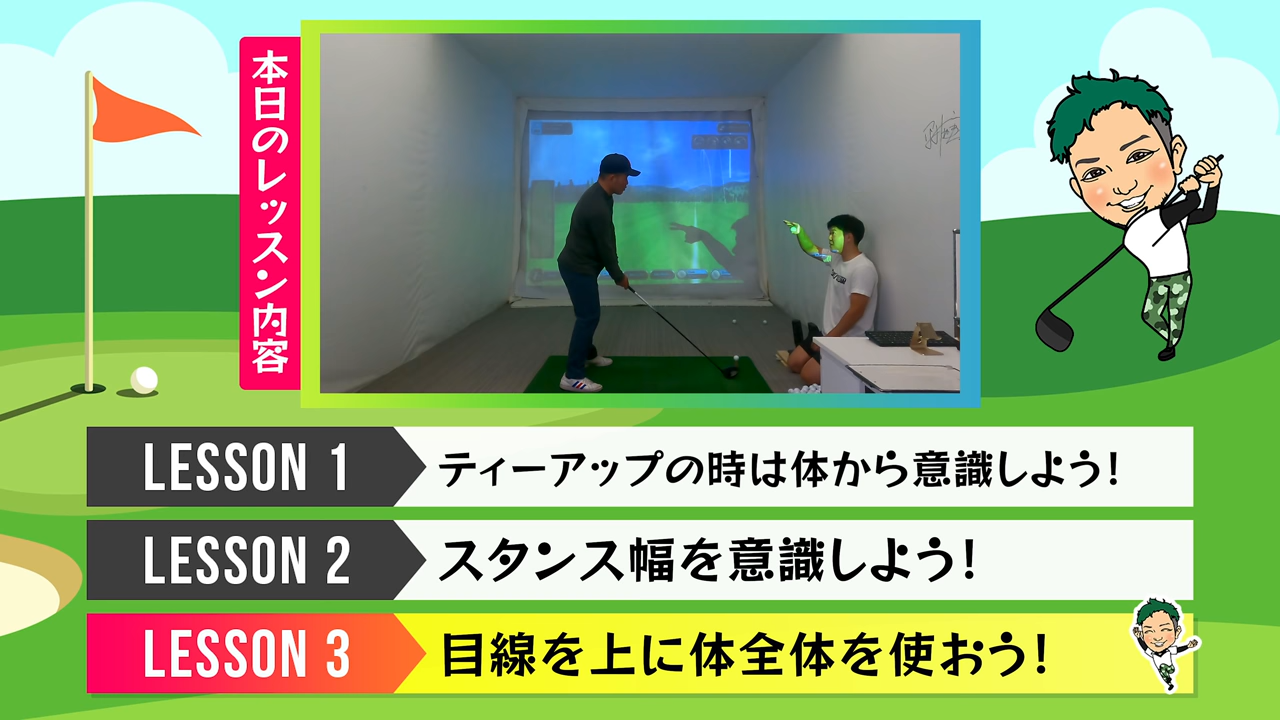 本日のレッスン内容
LESSON 1
ティーアップの時は体から意識しよう!
LESSON 2
スタンス幅を意識しよう!
LESSON 3
目線を上に体全体を使おう!